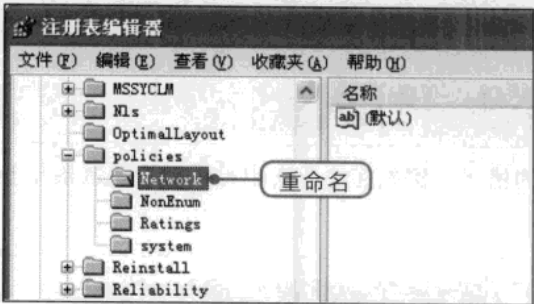 注册表编辑器
文件(F) 编辑(E) 查看(V) 收藏夹(A) 帮助(H)
MSSYCLM
Nls
OptimalLayout
policies
Network
NonEnum
Ratings
system
Reinstall
Reliability
名称
ab (默认)
重命名